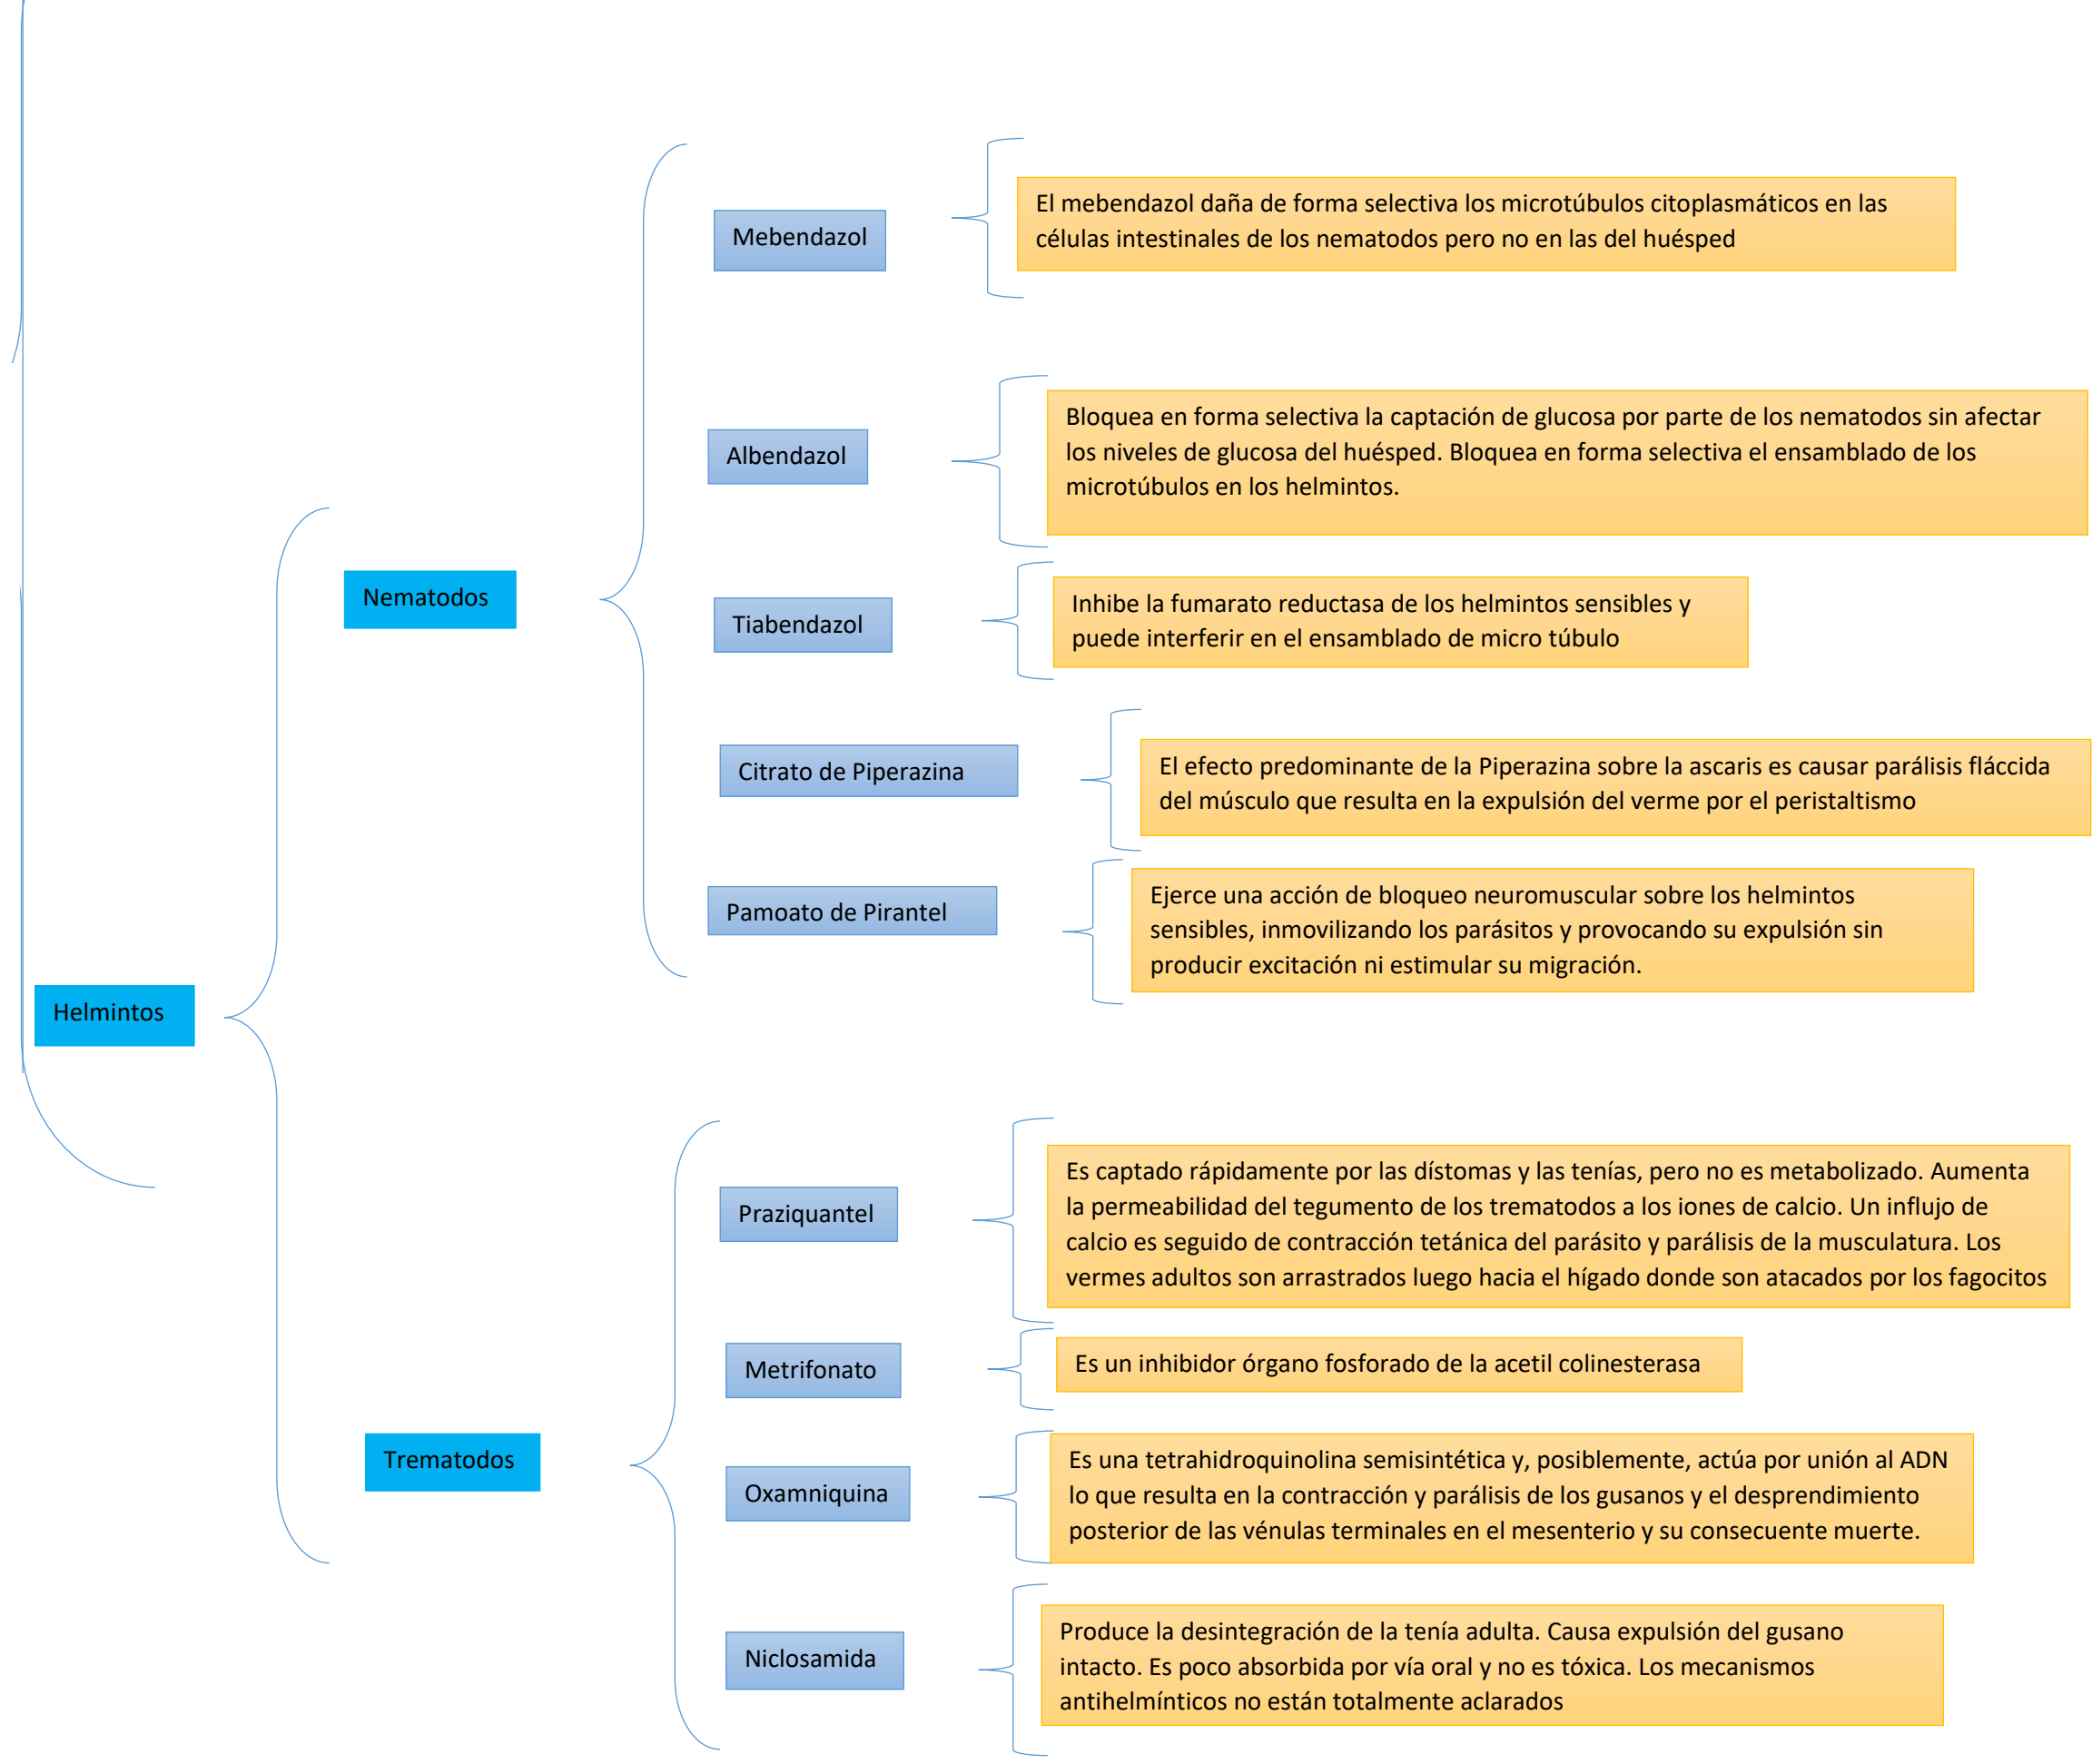 Helmintos
Nematodos
Mebendazol
El mebendazol daña de forma selectiva los microtúbulos citoplasmáticos en las
células intestinales de los nematodos pero no en las del huésped
Albendazol
Bloquea en forma selectiva la captación de glucosa por parte de los nematodos sin afectar
los niveles de glucosa del huésped. Bloquea en forma selectiva el ensamblado de los
microtúbulos en los helmintos.
Tiabendazol
Inhibe la fumarato reductasa de los helmintos sensibles y
puede interferir en el ensamblado de micro túbulo
Citrato de Piperazina
El efecto predominante de la Piperazina sobre la ascaris es causar parálisis fláccida
del músculo que resulta en la expulsión del verme por el peristaltismo
Pamoato de Pirantel
Ejerce una acción de bloqueo neuromuscular sobre los helmintos
sensibles, inmovilizando los parásitos y provocando su expulsión sin
producir excitación ni estimular su migración.
Trematodos
Praziquantel
Es captado rápidamente por las dístomas y las tenías, pero no es metabolizado. Aumenta
la permeabilidad del tegumento de los trematodos a los iones de calcio. Un influjo de
calcio es seguido de contracción tetánica del parásito y parálisis de la musculatura. Los
vermes adultos son arrastrados luego hacia el hígado donde son atacados por los fagocitos
Metrifonato
Es un inhibidor órgano fosforado de la acetil colinesterasa
Oxamniquina
Es una tetrahidroquinolina semisintética y, posiblemente, actúa por unión al ADN
lo que resulta en la contracción y parálisis de los gusanos y el desprendimiento
posterior de las vénulas terminales en el mesenterio y su consecuente muerte.
Niclosamida
Produce la desintegración de la tenía adulta. Causa expulsión del gusano
intacto. Es poco absorbida por vía oral y no es tóxica. Los mecanismos
antihelmínticos no están totalmente aclarados